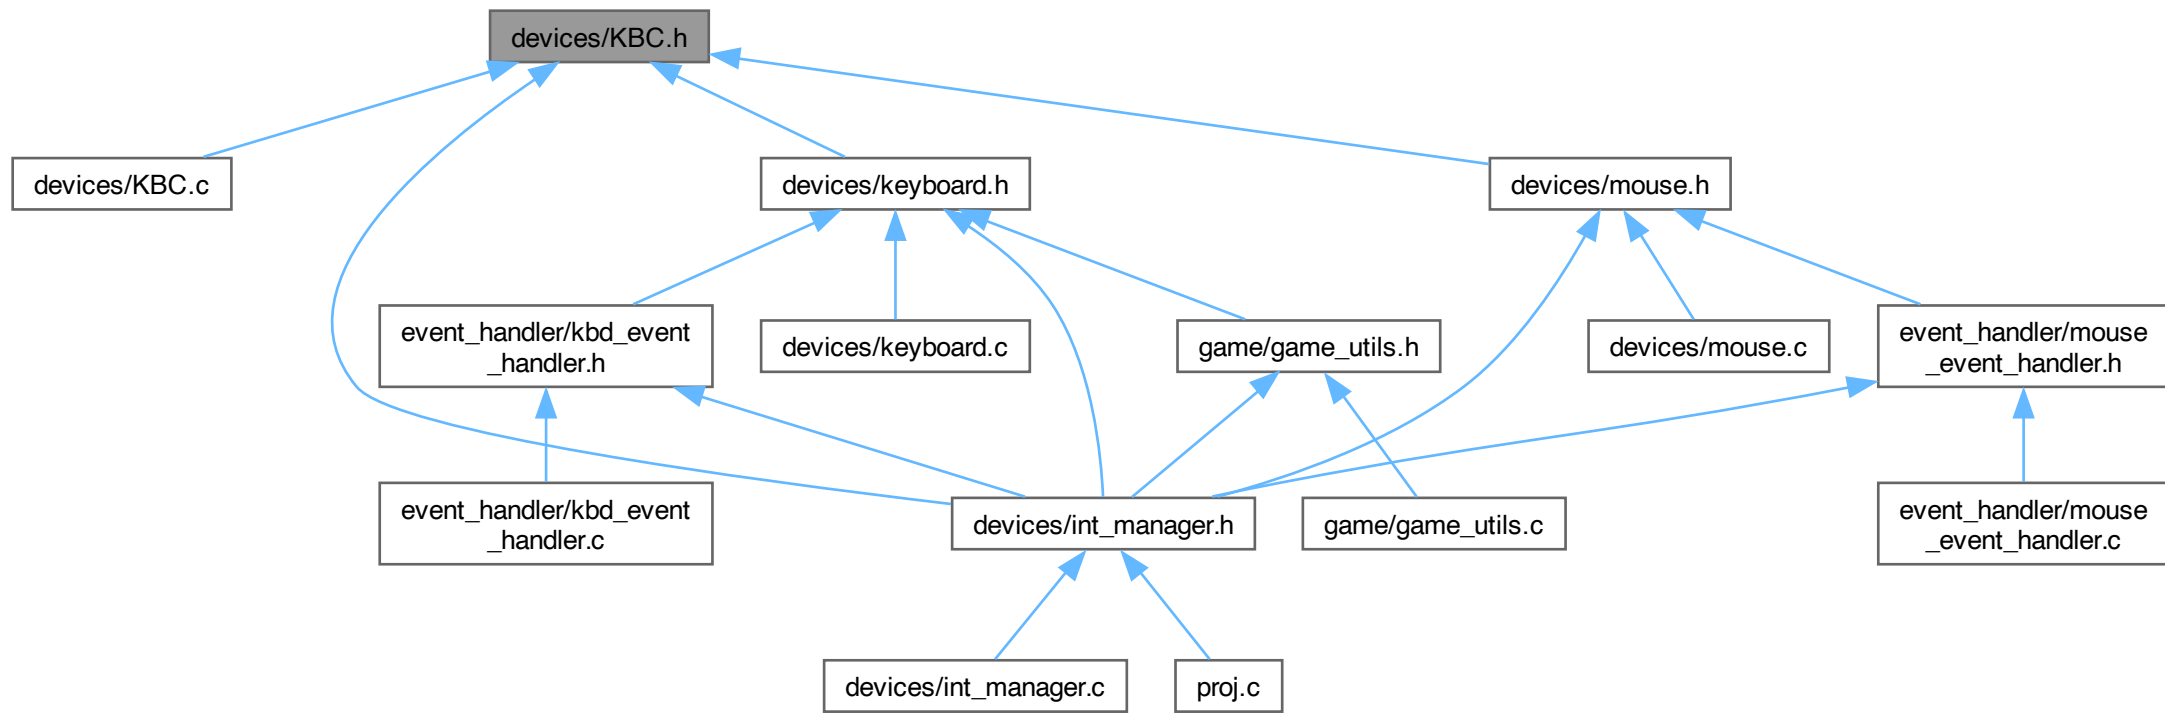 devices/KBC.h
devices/KBC.c
devices/keyboard.h
devices/mouse.h
event_handler/kbd_event
_handler.h
devices/keyboard.c
game/game_utils.h
devices/mouse.c
event_handler/mouse
_event_handler.h
event_handler/kbd_event
_handler.c
devices/int_manager.h
game/game_utils.c
event_handler/mouse
_event_handler.c
devices/int_manager.c
proj.c